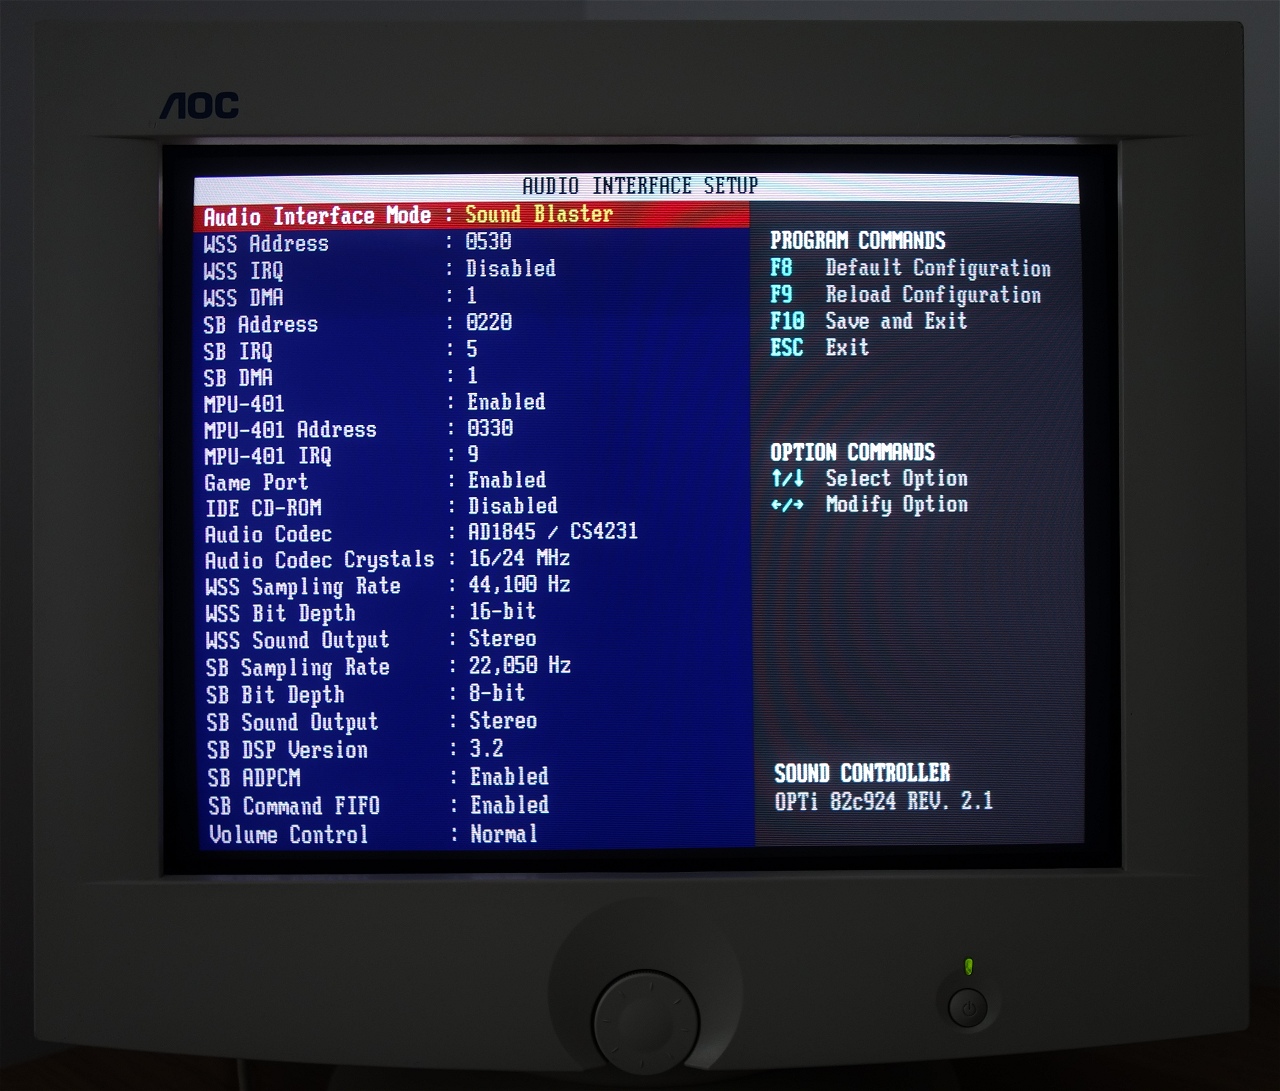 AOC
AUDIO INTERFACE SETUP
Audio Interface Mode : Sound Blaster
WSS Address : 0530
WSS IRQ : Disabled
WSS DMA : 1
SB Address : 0220
SB IRQ : 5
SB DMA : 1
MPU-401 : Enabled
MPU-401 Address : 0330
MPU-401 IRQ : 9
Game Port : Enabled
IDE CD-ROM : Disabled
Audio Codec : AD1845 / CS4231
Audio Codec Crystals : 16/24 MHz
WSS Sampling Rate : 44,100 Hz
WSS Bit Depth : 16-bit
WSS Sound Output : Stereo
SB Sampling Rate : 22,050 Hz
SB Bit Depth : 8-bit
SB Sound Output : Stereo
SB DSP Version : 3.2
SB ADPCM : Enabled
SB Command FIFO : Enabled
Volume Control : Normal
PROGRAM COMMANDS
F8 Default Configuration
F9 Reload Configuration
F10 Save and Exit
ESC Exit
OPTION COMMANDS
↑/↓ Select Option
←/→ Modify Option
SOUND CONTROLLER
OPTi 82c924 REV. 2.1